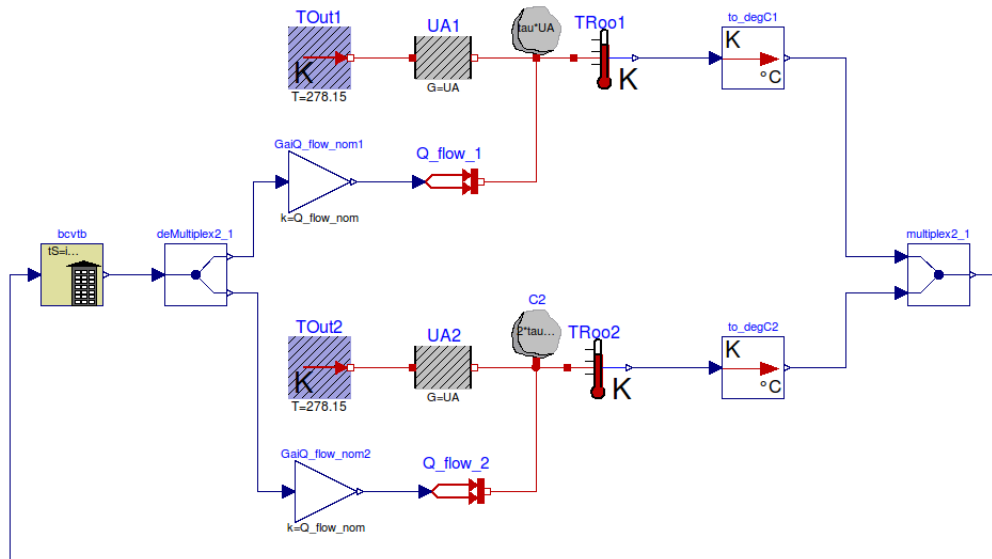 TOut1
K
T=278.15
UA1
G=UA
tau*UA
TRoo1
K
to_degC1
K
°C
GaiQ_flow_nom1
k=Q_flow_nom
Q_flow_1
bcvtb
tS=i...
deMultiplex2_1
multiplex2_1
TOut2
K
T=278.15
UA2
G=UA
C2
2*tau...
TRoo2
K
to_degC2
K
°C
GaiQ_flow_nom2
k=Q_flow_nom
Q_flow_2